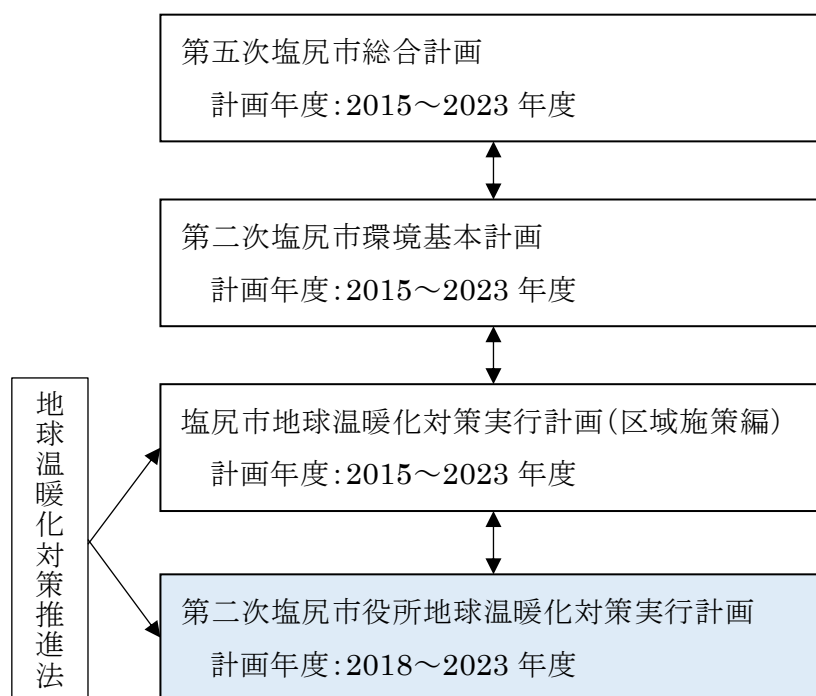 第五次塩尻市総合計画
計画年度:2015～2023 年度
第二次塩尻市環境基本計画
計画年度:2015～2023 年度
地球温暖化対策推進法
塩尻市地球温暖化対策実行計画(区域施策編)
計画年度:2015～2023 年度
第二次塩尻市役所地球温暖化対策実行計画
計画年度:2018～2023 年度